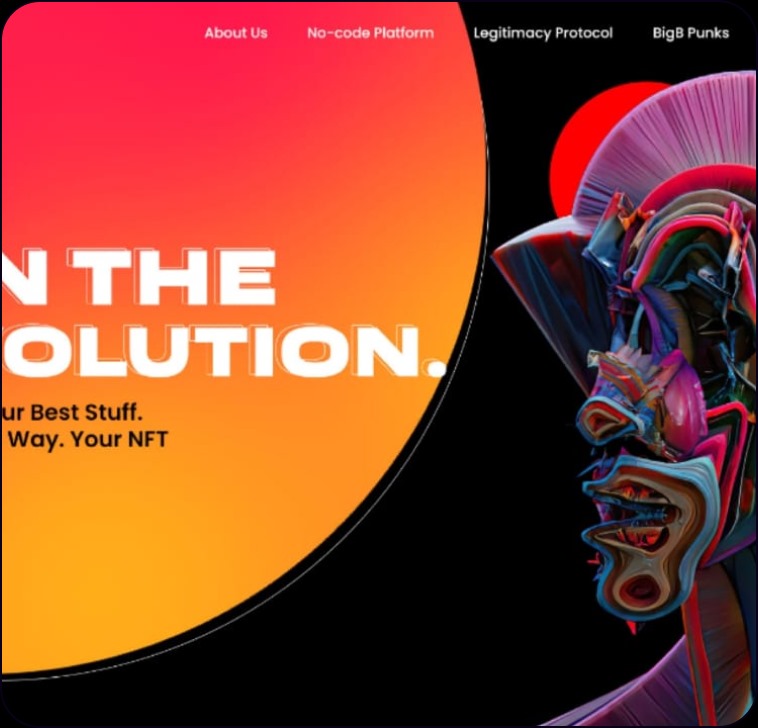 About Us No-code Platform Legitimacy Protocol BigB Punks
N THE
OLUTION.
ur Best Stuff.
Way. Your NFT